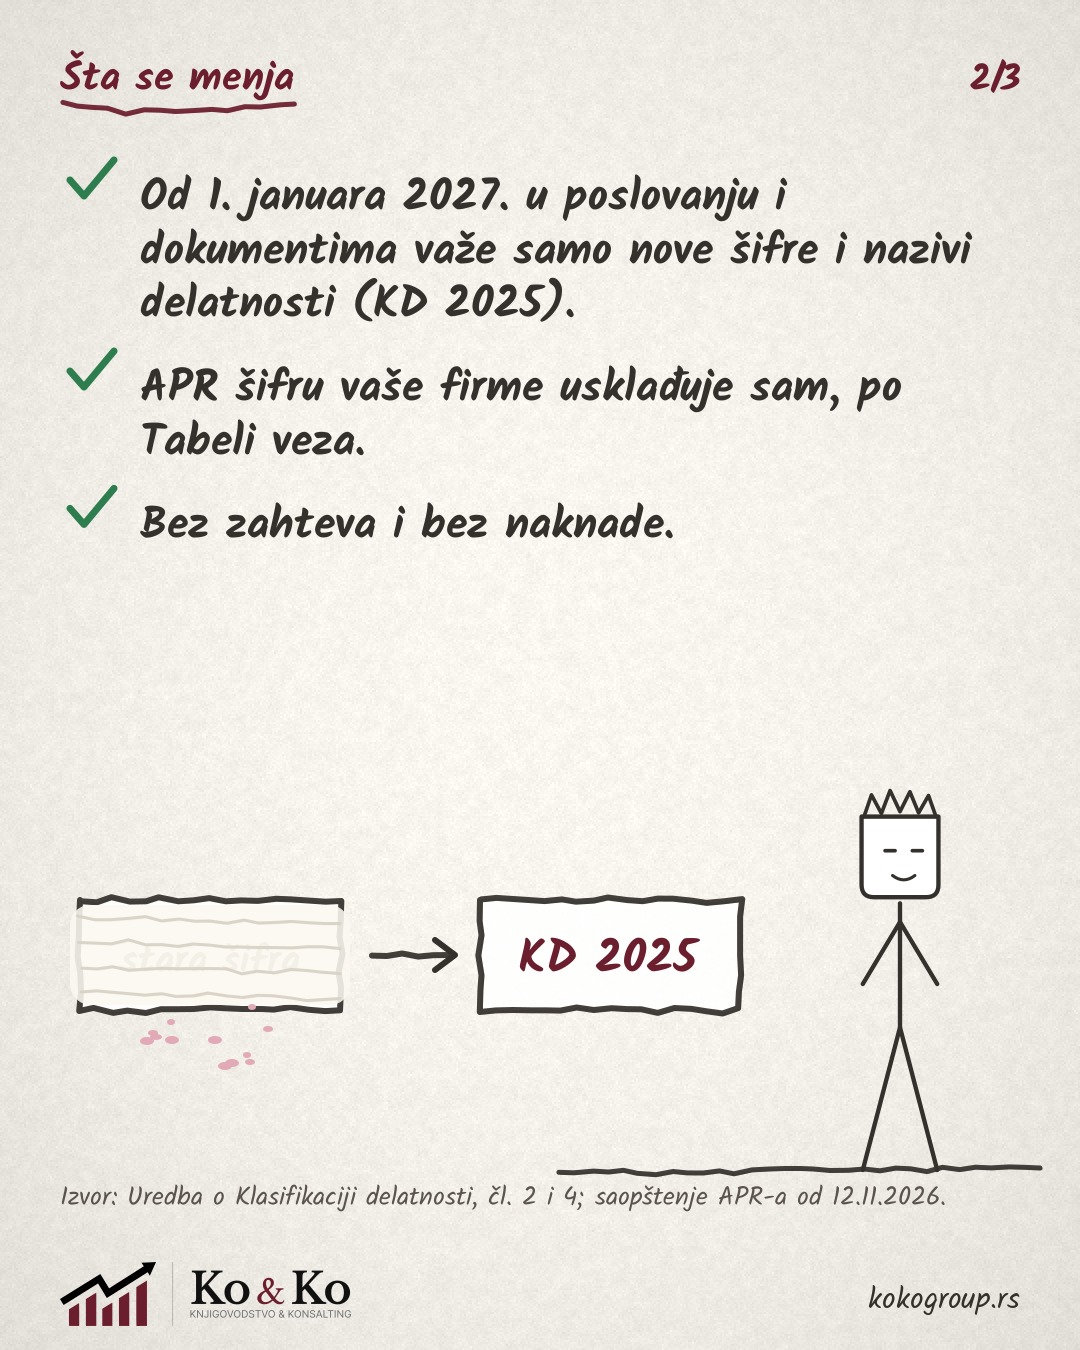 Šta se menja
2/3
Od 1. januara 2027. u poslovanju i
dokumentima važe samo nove šifre i nazivi
delatnosti (KD 2025).
APR šifru vaše firme usklađuje sam, po
Tabeli veza.
Bez zahteva i bez naknade.
stara šifra
KD 2025
Izvor: Uredba o Klasifikaciji delatnosti, čl. 2 i 4; saopštenje APR-a od 12.11.2026.
Ko & Ko
KNJIGOVODSTVO & KONSALTING
kokogroup.rs